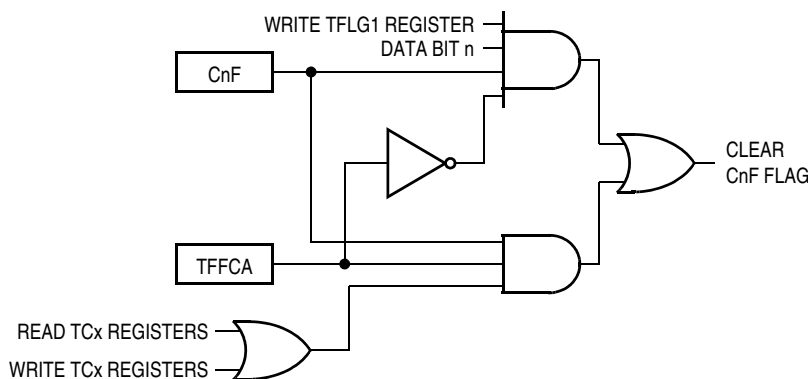 WRITE TFLG1 REGISTER
DATA BIT n
CnF
CLEAR
CnF FLAG
TFFCA
READ TCx REGISTERS
WRITE TCx REGISTERS